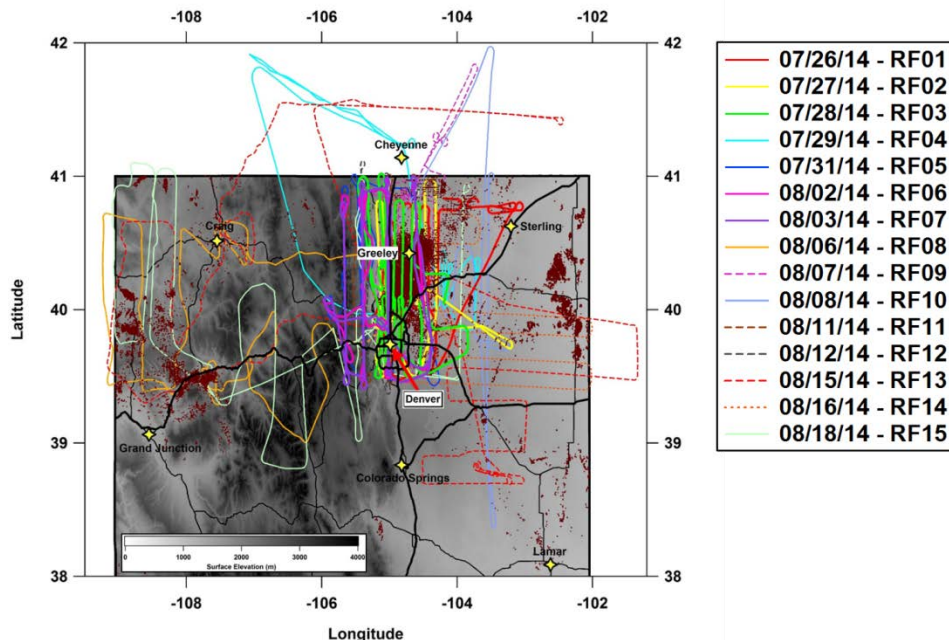 -108 -106 -104 -102
42 42
07/26/14 - RF01
07/27/14 - RF02
07/28/14 - RF03
07/29/14 - RF04
07/31/14 - RF05
08/02/14 - RF06
08/03/14 - RF07
08/06/14 - RF08
08/07/14 - RF09
08/08/14 - RF10
08/11/14 - RF11
08/12/14 - RF12
08/15/14 - RF13
08/16/14 - RF14
08/18/14 - RF15
Cheyenne
41 41
Craig
Sterling
Greeley
Latitude
40 40
Denver
39 39
Grand Junction
Colorado Springs
Lamar
0 1000 2000 3000 4000
Surface Elevation (m)
38 38
-108 -106 -104 -102
Longitude